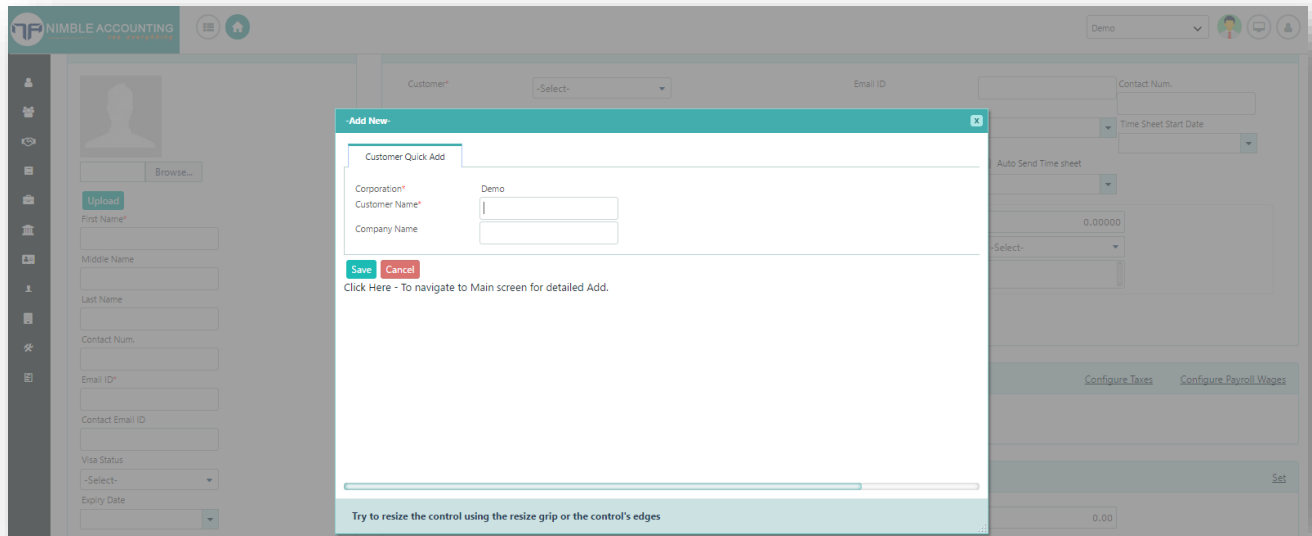 NIMBLE ACCOUNTING
Demo
Customer*
-Select-
Email ID
Contact Num.
Time Sheet Start Date
Auto Send Time sheet
Browse...
Upload
First Name*
Middle Name
Last Name
Contact Num.
Email ID*
Contact Email ID
Visa Status
-Select-
Expiry Date
-Add New-
x
Customer Quick Add
Corporation*
Demo
Customer Name*
Company Name
Save
Cancel
Click Here - To navigate to Main screen for detailed Add.
Try to resize the control using the resize grip or the control's edges
0.00000
-Select-
Configure Taxes
Configure Payroll Wages
Set
0.00